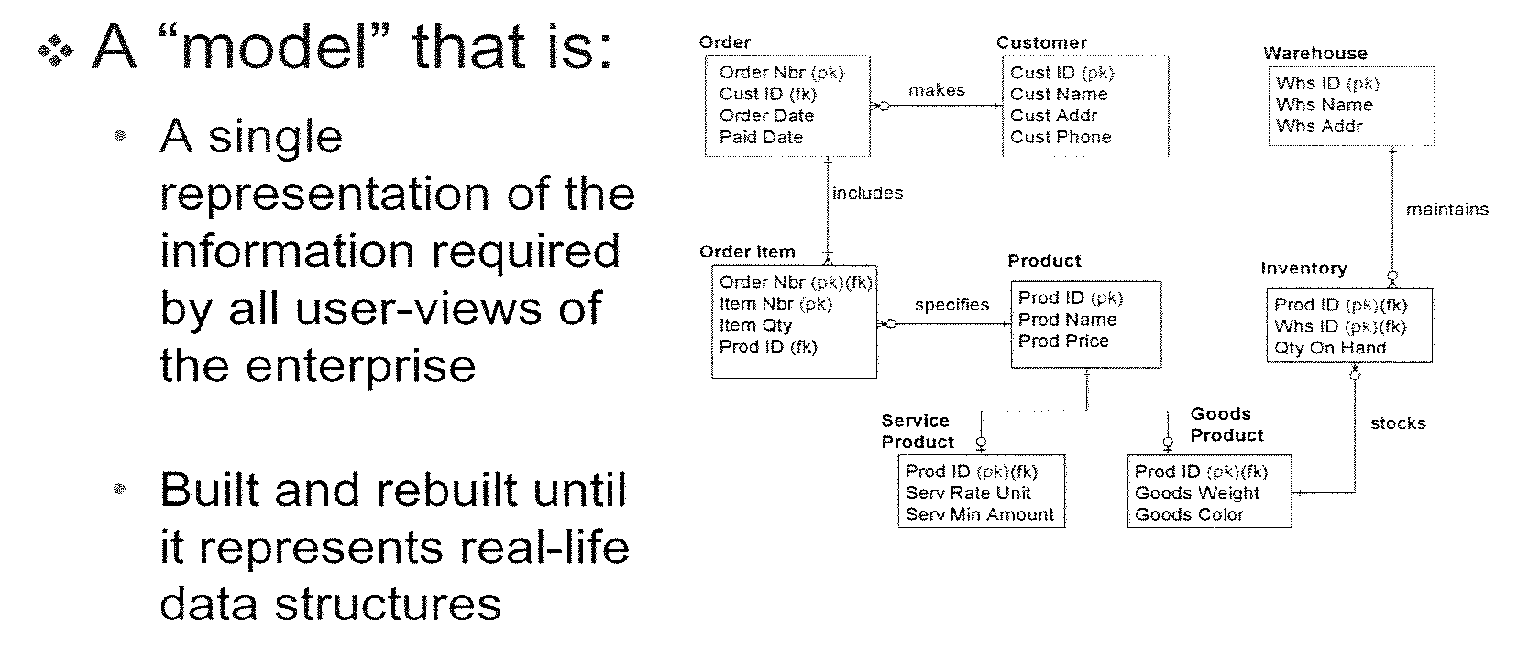 ❖ A “model” that is:
• A single
representation of the
information required
by all user-views of
the enterprise
• Built and rebuilt until
it represents real-life
data structures
Order
Order Nbr (pk)
Cust ID (fk)
Order Date
Paid Date
makes
Customer
Cust ID (pk)
Cust Name
Cust Addr
Cust Phone
Warehouse
Whs ID (pk)
Whs Name
Whs Addr
includes
maintains
Order Item
Order Nbr (pk)(fk)
Item Nbr (pk)
Item Qty
Prod ID (fk)
specifies
Product
Prod ID (pk)
Prod Name
Prod Price
Inventory
Prod ID (pk)(fk)
Whs ID (pk)(fk)
Qty On Hand
Service
Product
Prod ID (pk)(fk)
Serv Rate Unit
Serv Min Amount
Goods
Product
Prod ID (pk)(fk)
Goods Weight
Goods Color
stocks